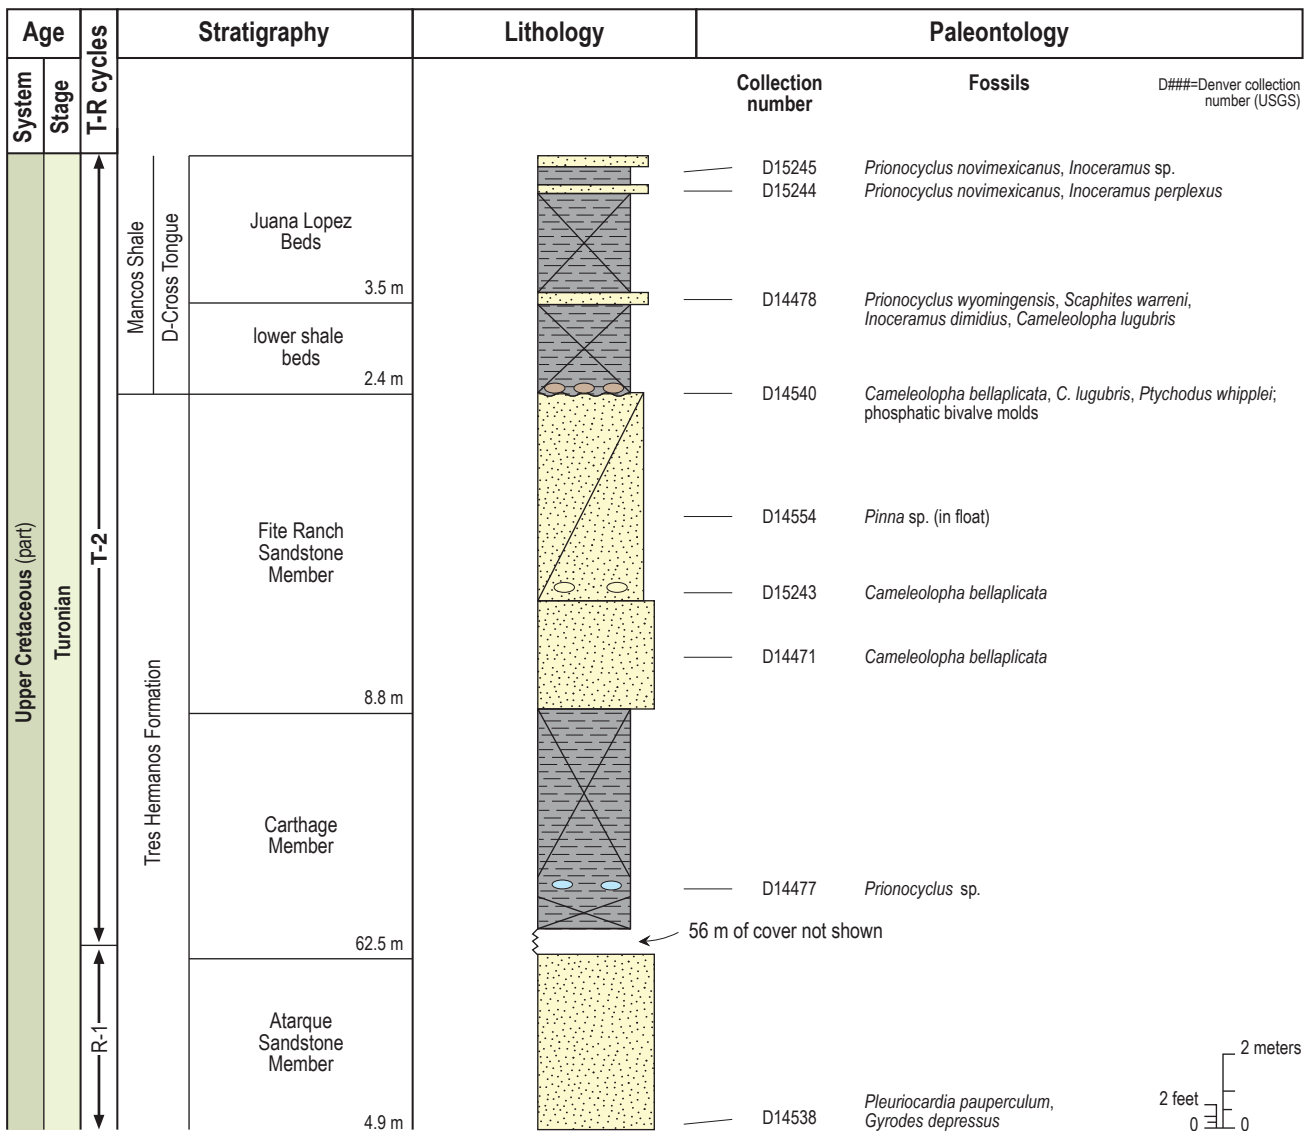 Age
T-R cycles
Stratigraphy
Lithology
Paleontology
System
Stage
Collection
number
Fossils
D###=Denver collection
number (USGS)
Upper Cretaceous (part)
Turonian
T-2
R-1
Mancos Shale
D-Cross Tongue
Juana Lopez
Beds
3.5 m
lower shale
beds
2.4 m
Tres Hermanos Formation
Fite Ranch
Sandstone
Member
8.8 m
Carthage
Member
62.5 m
Atarque
Sandstone
Member
4.9 m
D15245 Prionocyclus novimexicanus, Inoceramus sp.
D15244 Prionocyclus novimexicanus, Inoceramus perplexus
D14478 Prionocyclus wyomingensis, Scaphites warreni,
Inoceramus dimidius, Cameleolopha lugubris
D14540 Cameleolopha bellaplicata, C. lugubris, Ptychodus whipplei;
phosphatic bivalve molds
D14554 Pinna sp. (in float)
D15243 Cameleolopha bellaplicata
D14471 Cameleolopha bellaplicata
D14477 Prionocyclus sp.
56 m of cover not shown
D14538 Pleuriocardia pauperculum,
Gyrodes depressus
2 meters
2 feet
0 0